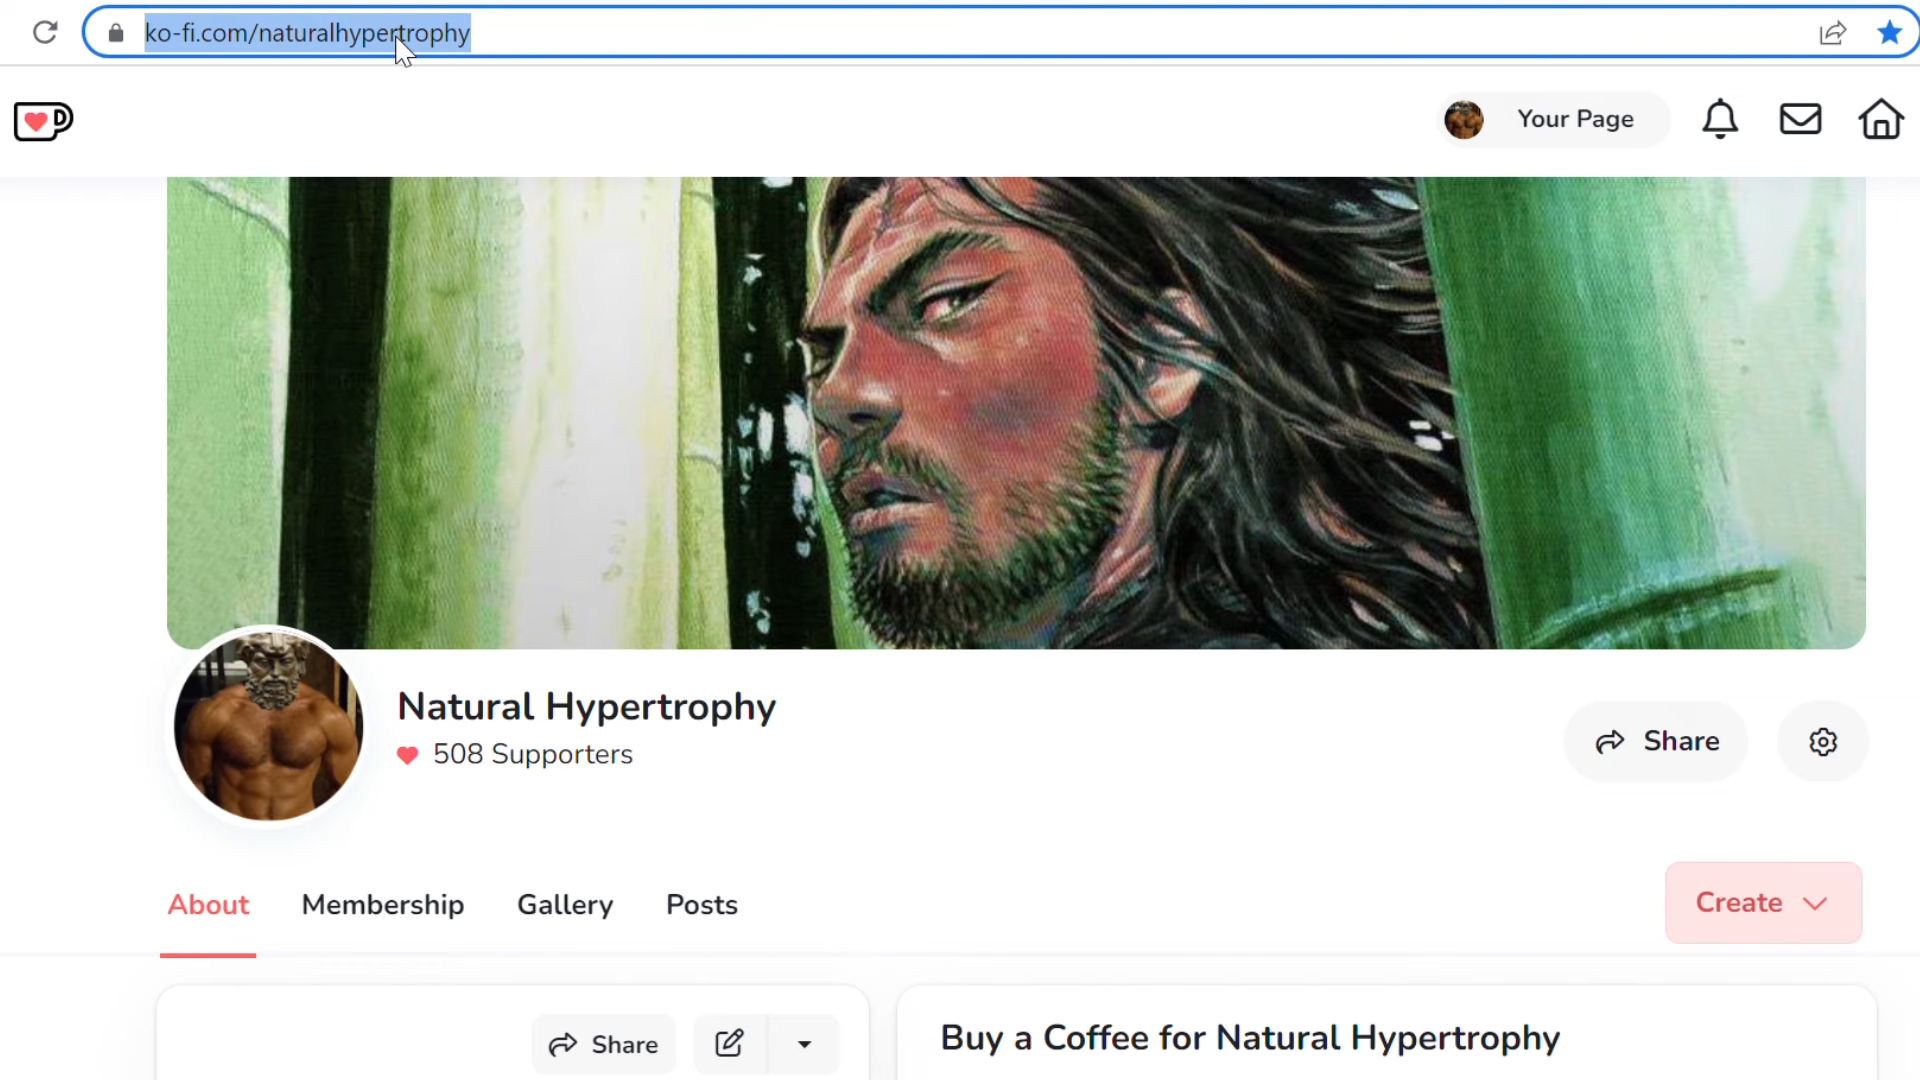 ko-fi.com/naturalhypertrophy
Your Page
Natural Hypertrophy
508 Supporters
Share
About Membership Gallery Posts
Create
Share
Buy a Coffee for Natural Hypertrophy